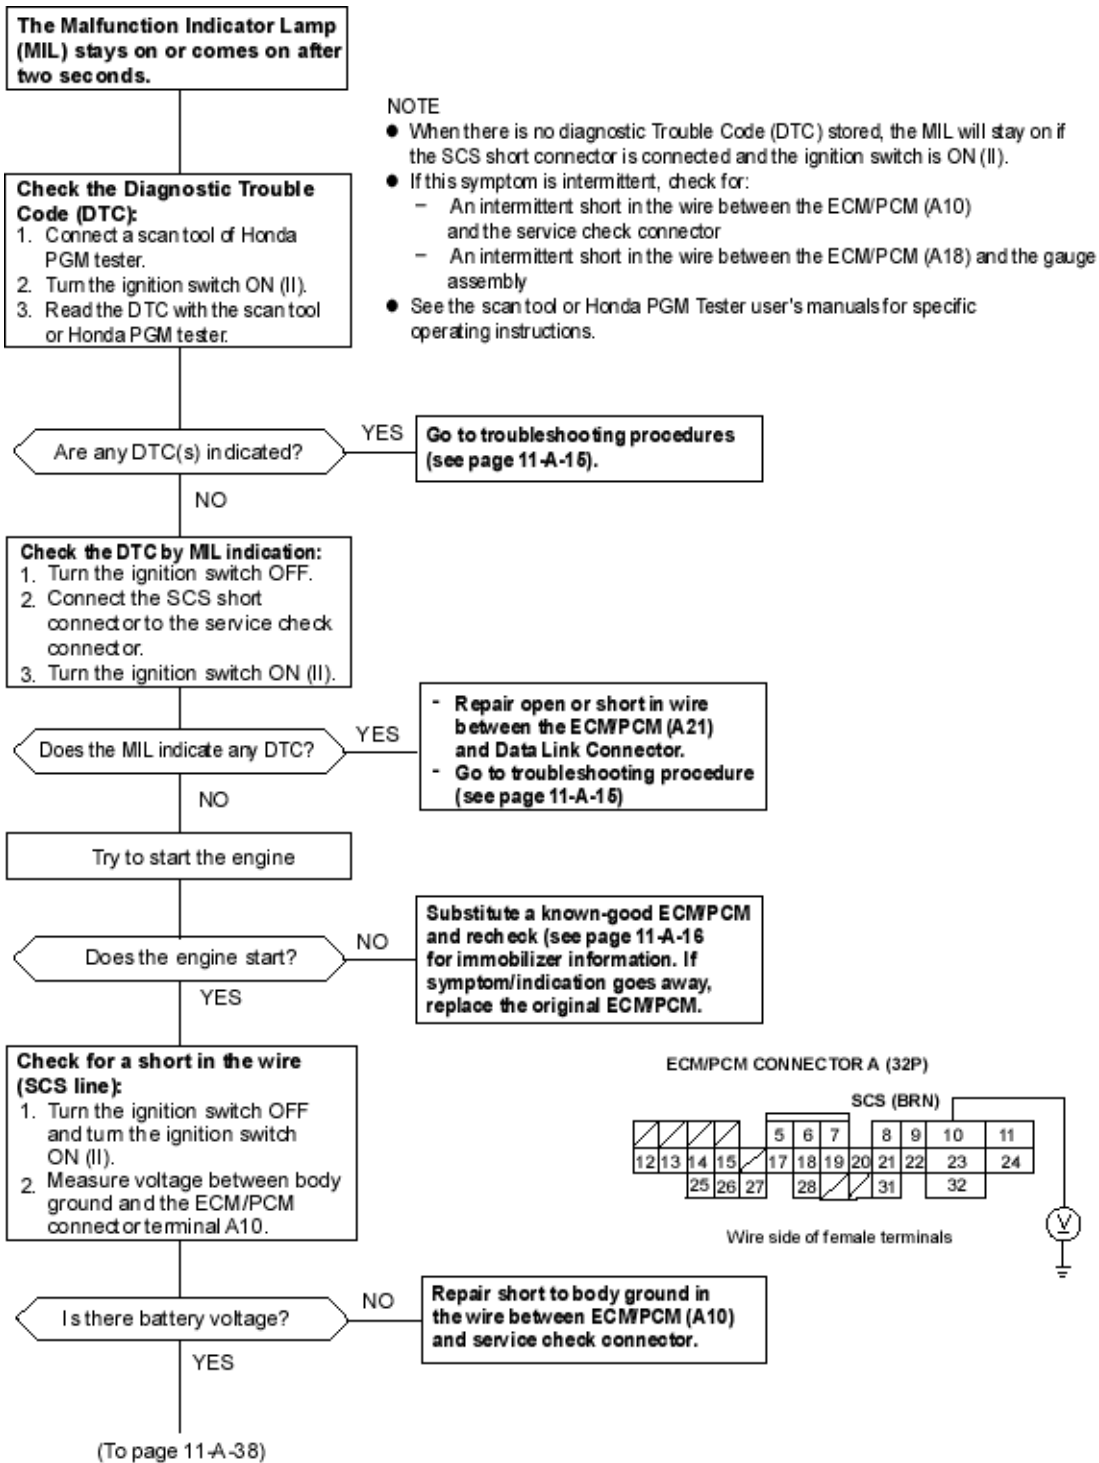 The Malfunction Indicator Lamp
(MIL) stays on or comes on after
two seconds.
NOTE
● When there is no diagnostic Trouble Code (DTC) stored, the MIL will stay on if
the SCS short connector is connected and the ignition switch is ON (II).
● If this symptom is intermittent, check for:
– An intermittent short in the wire between the ECM/PCM (A10)
and the service check connector
– An intermittent short in the wire between the ECM/PCM (A18) and the gauge
assembly
● See the scan tool or Honda PGM Tester user's manuals for specific
operating instructions.
Check the Diagnostic Trouble
Code (DTC):
1. Connect a scan tool of Honda
PGM tester.
2. Turn the ignition switch ON (II).
3. Read the DTC with the scan tool
or Honda PGM tester.
Are any DTC(s) indicated?
YES
Go to troubleshooting procedures
(see page 11-A-15).
NO
Check the DTC by MIL indication:
1. Turn the ignition switch OFF.
2. Connect the SCS short
connector to the service check
connector.
3. Turn the ignition switch ON (II).
Does the MIL indicate any DTC?
YES
- Repair open or short in wire
between the ECM/PCM (A21)
and Data Link Connector.
- Go to troubleshooting procedure
(see page 11-A-15)
NO
Try to start the engine
Does the engine start?
NO
Substitute a known-good ECM/PCM
and recheck (see page 11-A-16
for immobilizer information. If
symptom/indication goes away,
replace the original ECM/PCM.
YES
Check for a short in the wire
(SCS line):
1. Turn the ignition switch OFF
and turn the ignition switch
ON (II).
2. Measure voltage between body
ground and the ECM/PCM
connector terminal A10.
ECM/PCM CONNECTOR A (32P)
SCS (BRN)
5 6 7 8 9 10 11
12 13 14 15 17 18 19 20 21 22 23 24
25 26 27 28 31 32
V
Wire side of female terminals
Is there battery voltage?
NO
Repair short to body ground in
the wire between ECM/PCM (A10)
and service check connector.
YES
(To page 11-A-38)